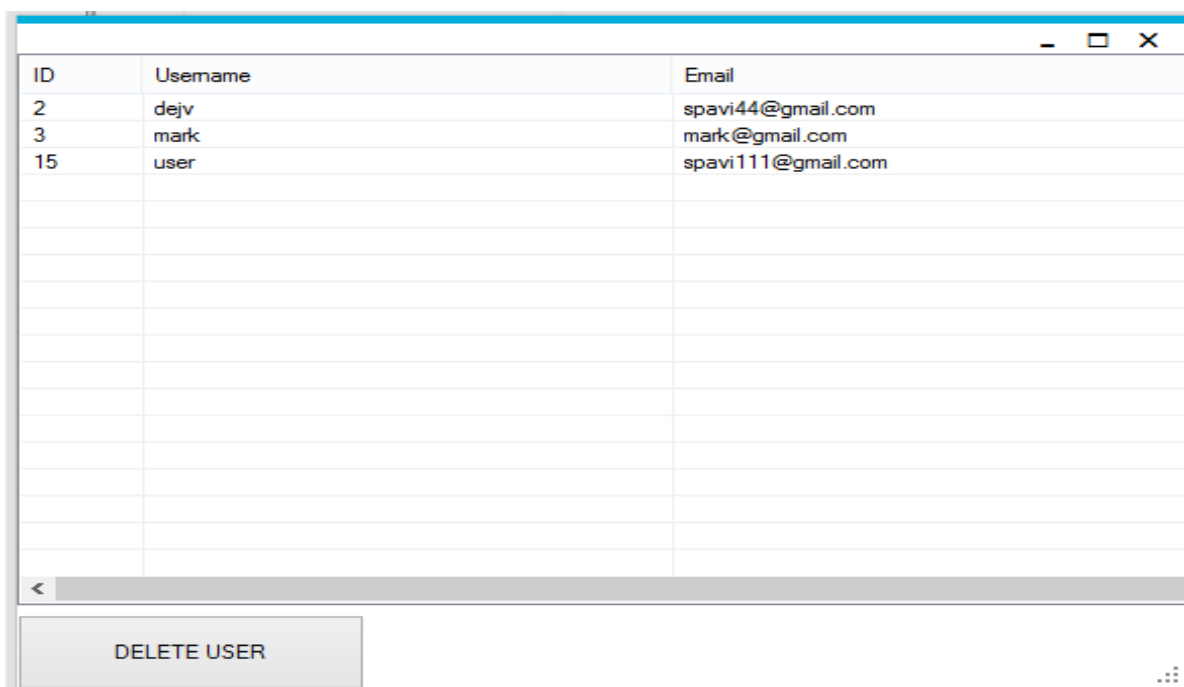 ID Username Email
2 dejv spavi44@gmail.com
3 mark mark@gmail.com
15 user spavi111@gmail.com
DELETE USER